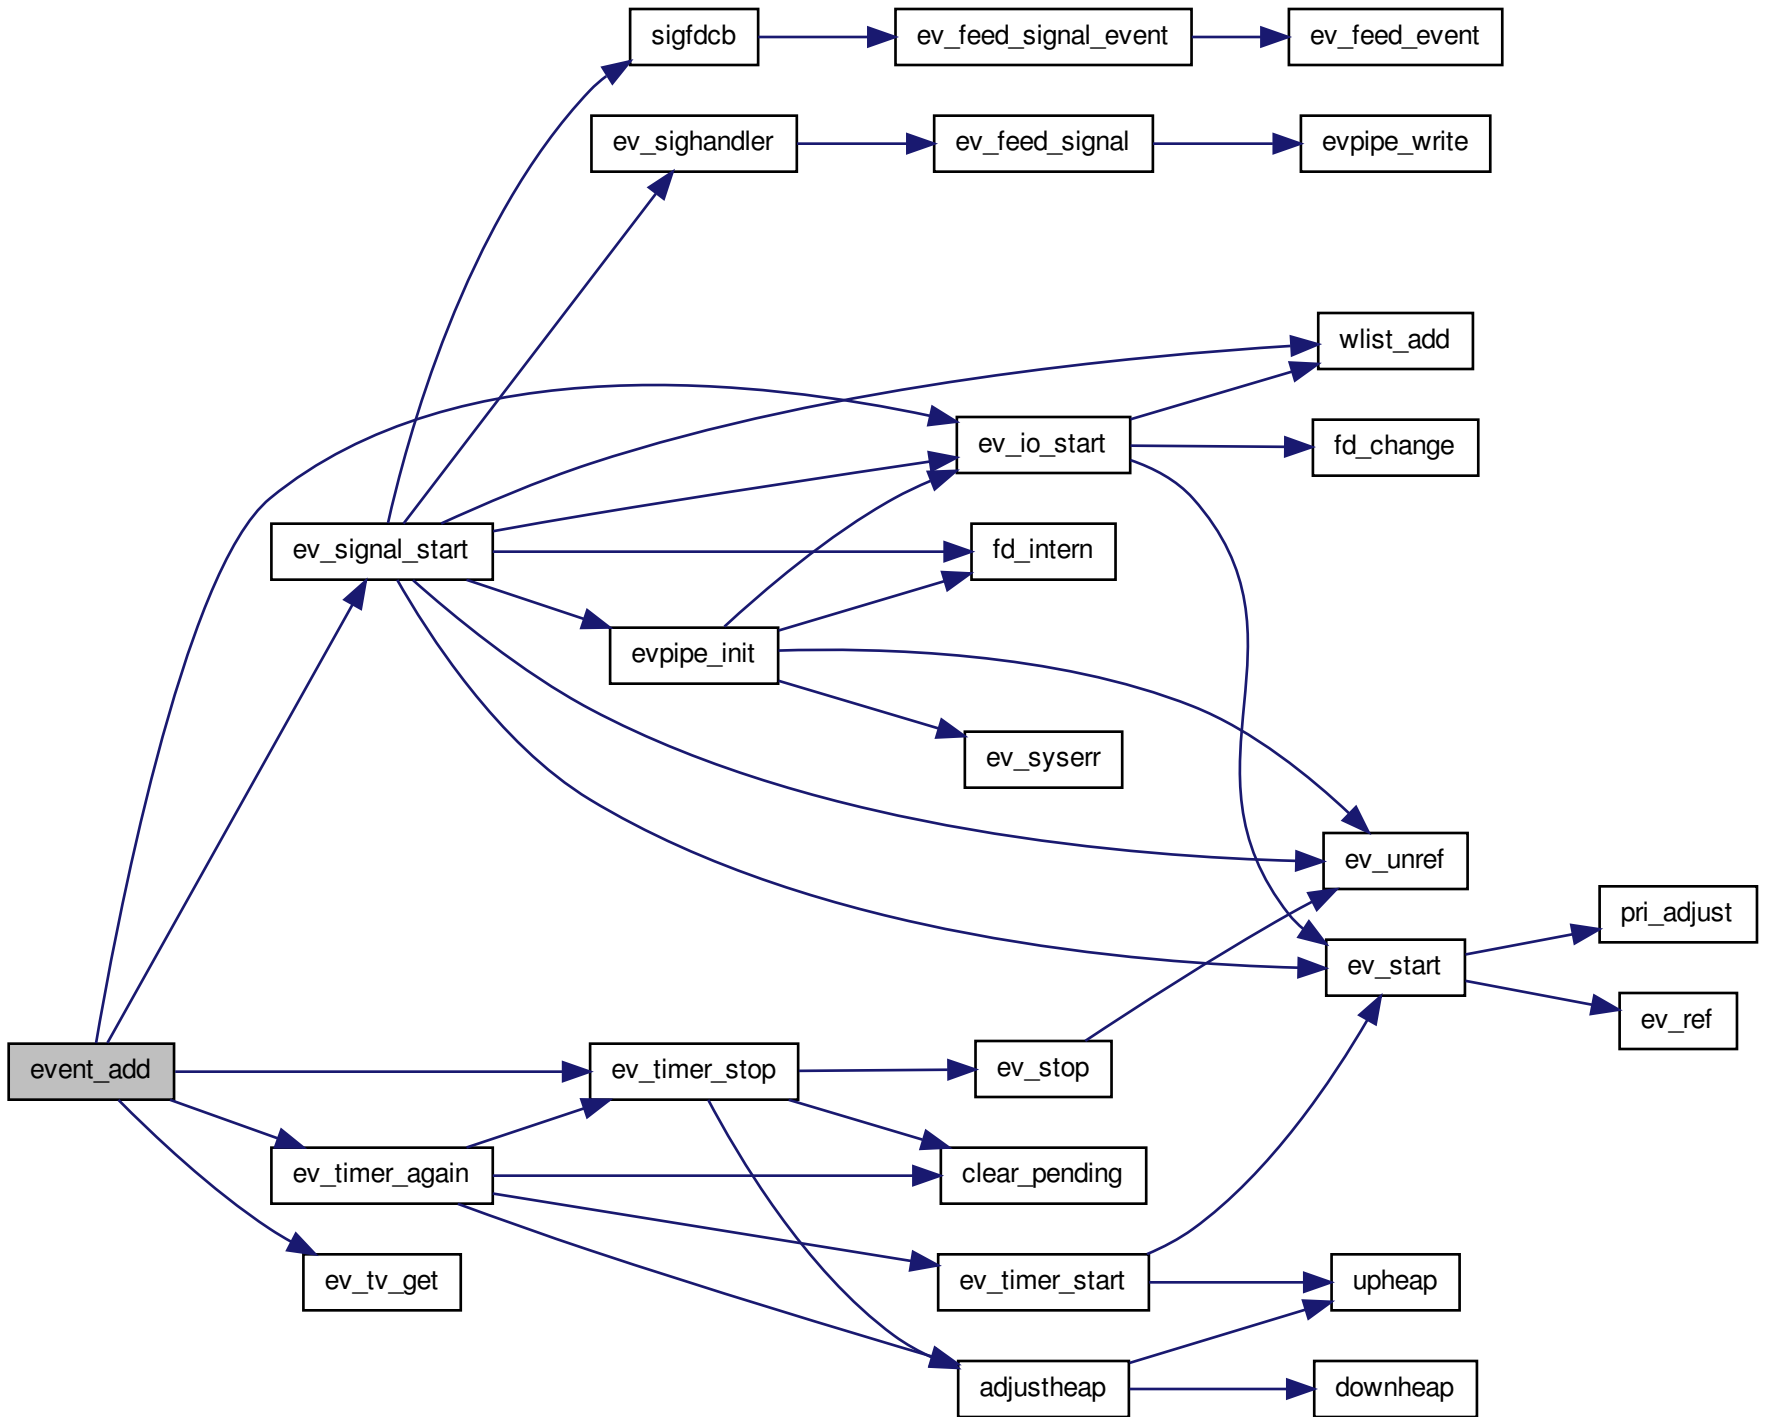 sigfdcb
ev_feed_signal_event
ev_feed_event
ev_sighandler
ev_feed_signal
evpipe_write
wlist_add
ev_io_start
fd_change
ev_signal_start
fd_intern
evpipe_init
ev_syserr
ev_unref
pri_adjust
ev_start
ev_ref
event_add
ev_timer_stop
ev_stop
ev_timer_again
clear_pending
ev_tv_get
ev_timer_start
upheap
adjustheap
downheap